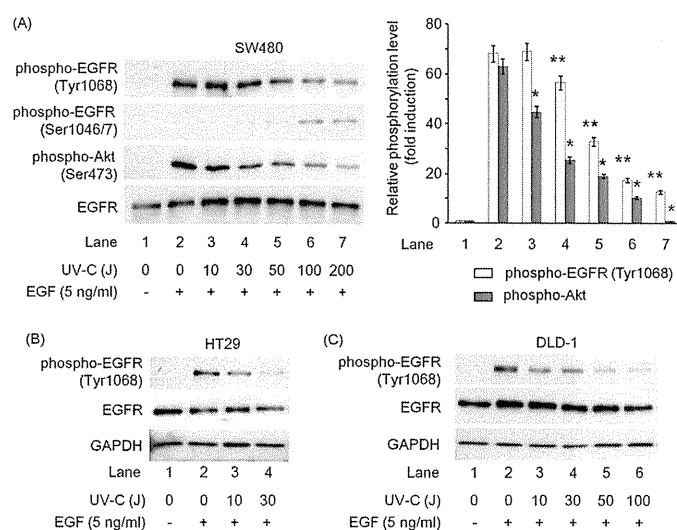 (A)
SW480
phospho-EGFR
(Tyr1068)
phospho-EGFR
(Ser1046/7)
phospho-Akt
(Ser473)
EGFR
Lane 1 2 3 4 5 6 7
UV-C (J) 0 0 10 30 50 100 200
EGF (5 ng/ml) - + + + + + +
Relative phosphorylation level
(fold induction)
80
60
40
20
0
* ** * ** * ** * ** *
Lane 1 2 3 4 5 6 7
phospho-EGFR (Tyr1068)
phospho-Akt
(B)
HT29
phospho-EGFR
(Tyr1068)
EGFR
GAPDH
Lane 1 2 3 4
UV-C (J) 0 0 10 30
EGF (5 ng/ml) - + + +
(C)
DLD-1
phospho-EGFR
(Tyr1068)
EGFR
GAPDH
Lane 1 2 3 4 5 6
UV-C (J) 0 0 10 30 50 100
EGF (5 ng/ml) - + + + + +